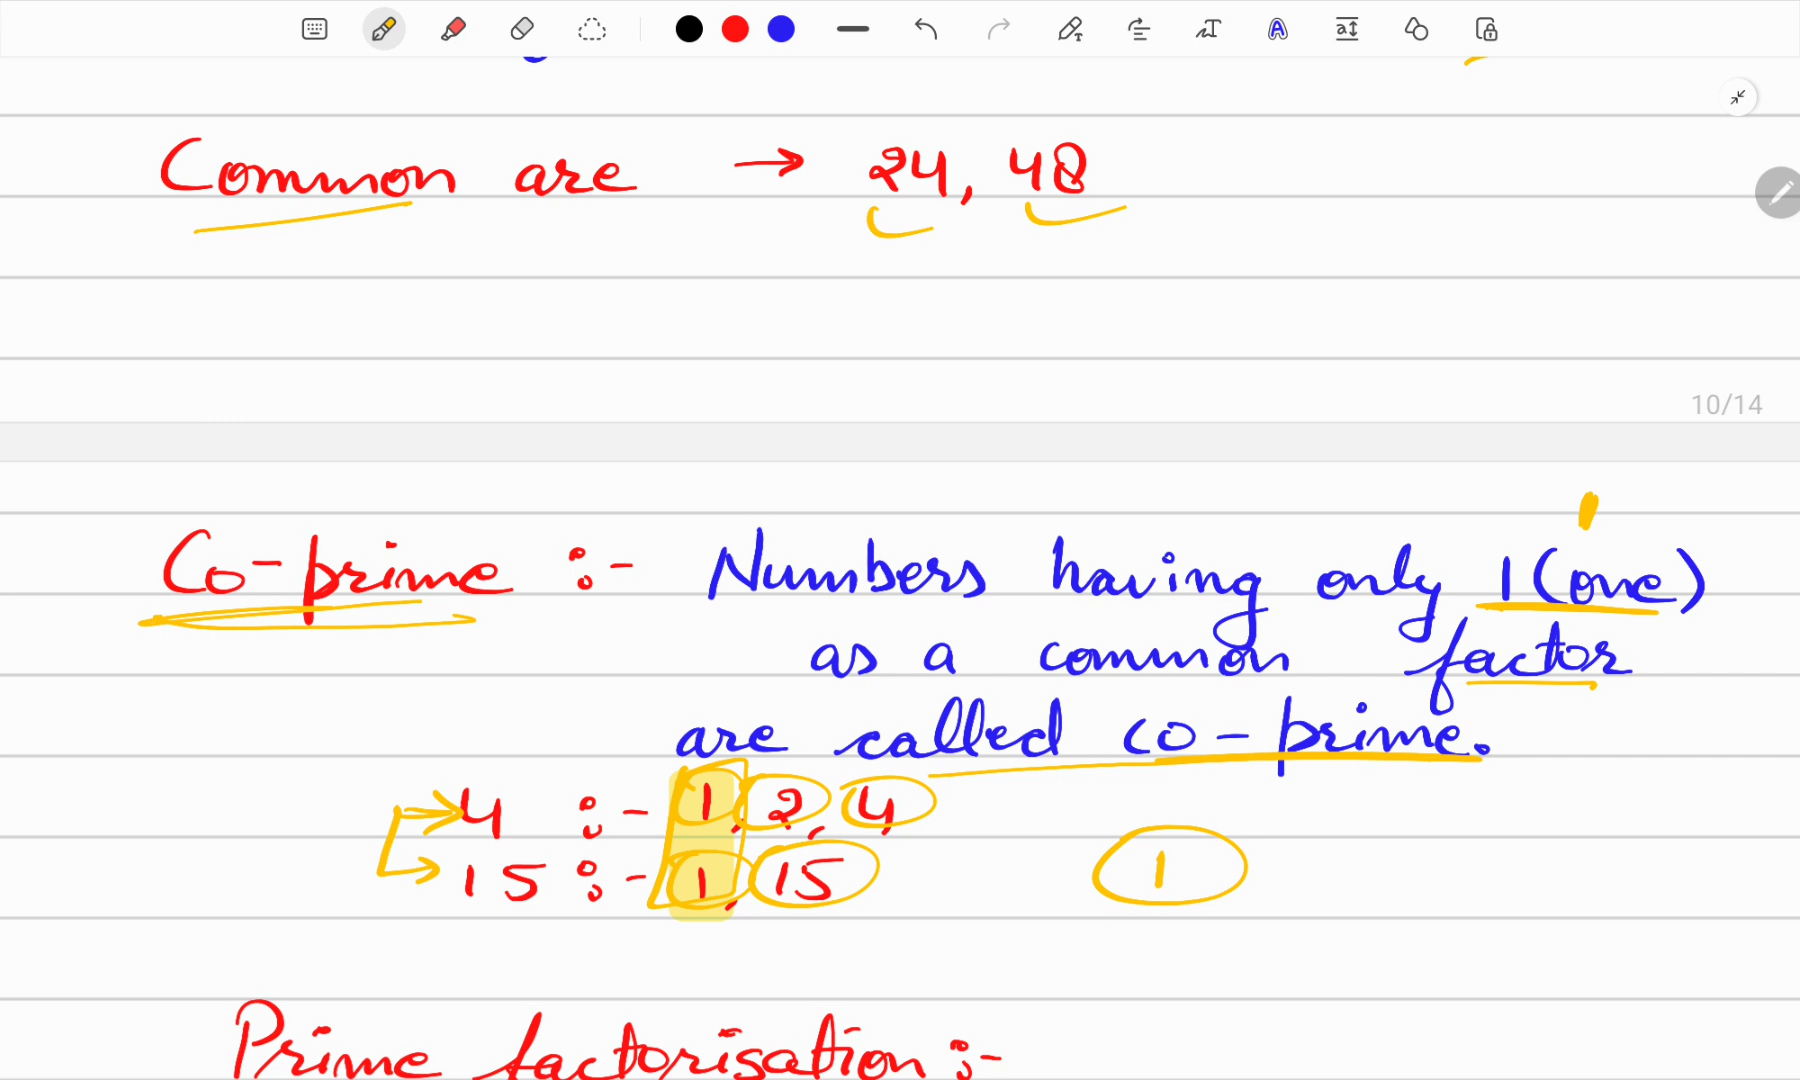 Common are → 24, 48
10/14
Co-prime :- Numbers having only 1 (one)
as a common factor
are called co-prime.
4 :- 1, 2, 4
15 :- 1, 15
1
Prime factorisation :-